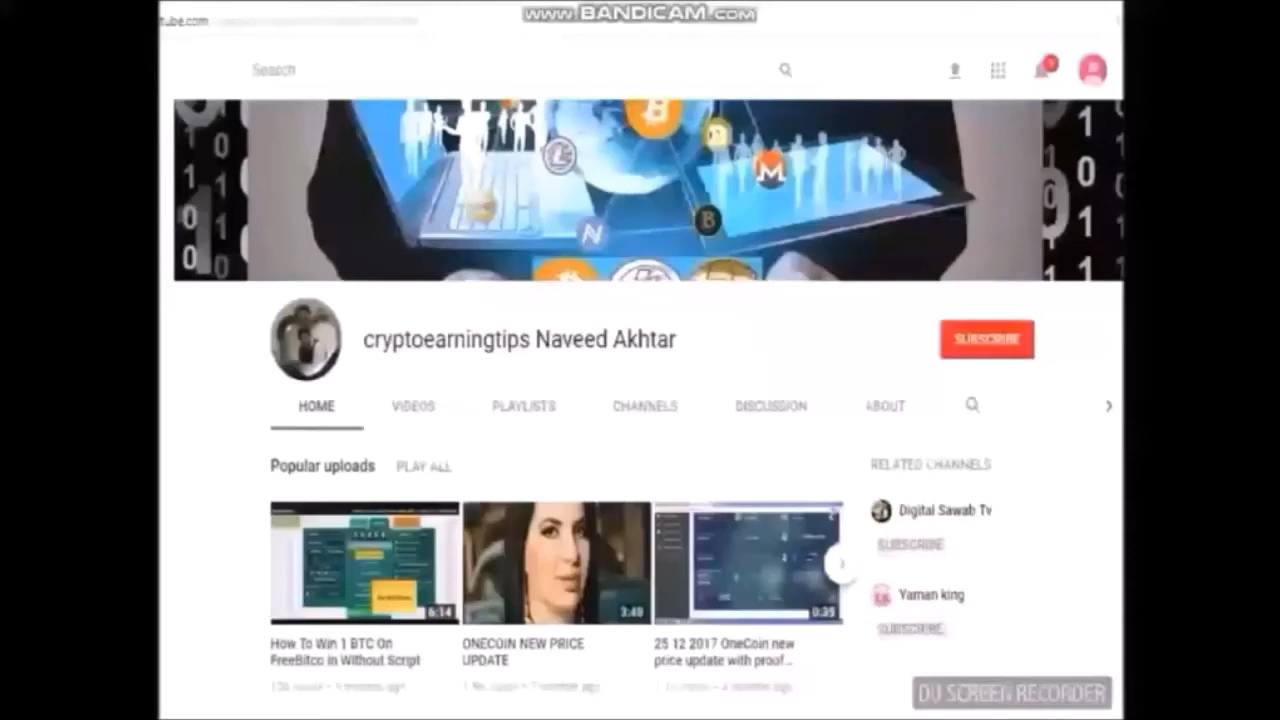 www.BANDICAM.com
tube.com
Search
cryptoearningtips Naveed Akhtar
SUBSCRIBE
HOME
VIDEOS
PLAYLISTS
CHANNELS
DISCUSSION
ABOUT
Popular uploads
PLAY ALL
RELATED CHANNELS
Digital Sawab Tv
SUBSCRIBE
Yaman king
SUBSCRIBE
6:14
3:48
0:39
How To Win 1 BTC On
FreeBitco in Without Script
ONECOIN NEW PRICE
UPDATE
25 12 2017 OneCoin new
price update with proof...
DU SCREEN RECORDER